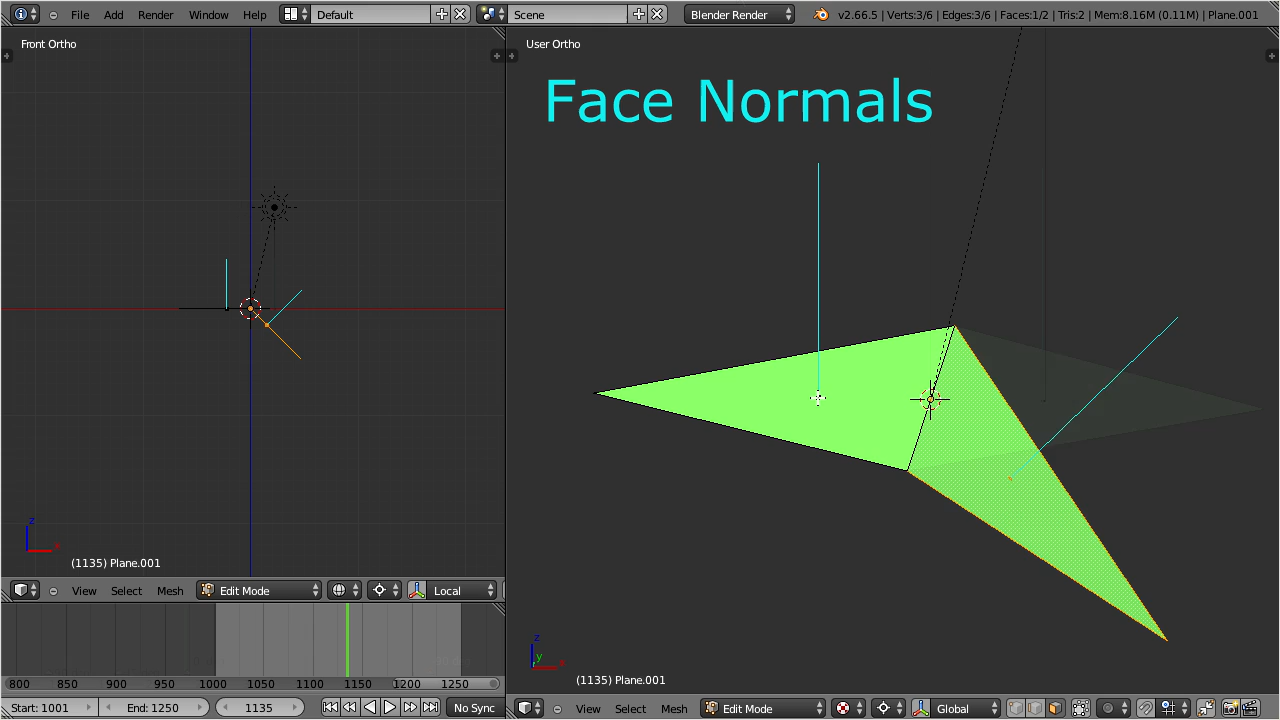 File Add Render Window Help Default Scene Blender Render v2.66.5 | Verts:3/6 | Edges:3/6 | Faces:1/2 | Tris:2 | Mem:8.16M (0.11M) | Plane.001
Front Ortho
User Ortho
Face Normals
z
x
(1135) Plane.001
View Select Mesh Edit Mode Local
800 850 900 950 1000 1050 1100 1150 1200 1250
Start: 1001 End: 1250 1135 No Sync
z
y
x
(1135) Plane.001
View Select Mesh Edit Mode Global